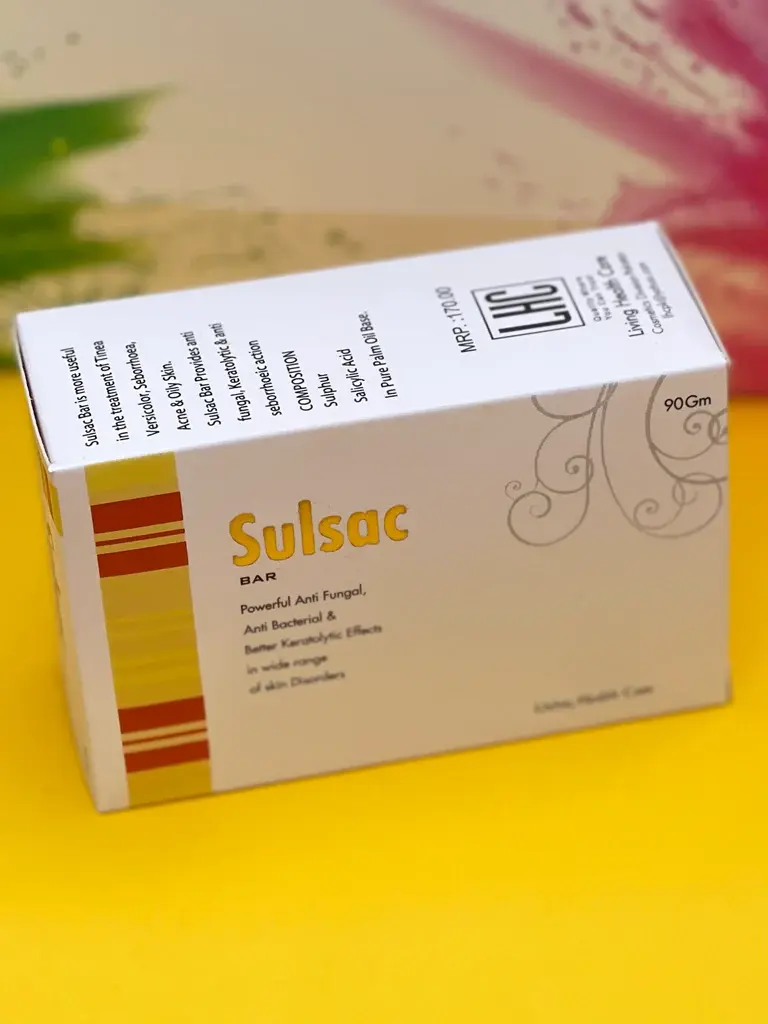 Sulsac Bar is more useful
in the treatment of Tinea
Versicolor, Seborrhoea,
Acne & Oily Skin.
Sulsac Bar Provides anti
fungal, Keratolytic & anti
seborrhoeic action
COMPOSITION
Sulphur
Salicylic Acid
In Pure Palm Oil Base.
MRP.:170.00
LHC
You Can Trust
Living Health Care
90Gm
Sulsac
BAR
Powerful Anti Fungal,
Anti Bacterial &
Better Keratolytic Effects
in wide range
of skin Disorders
Living Health Care